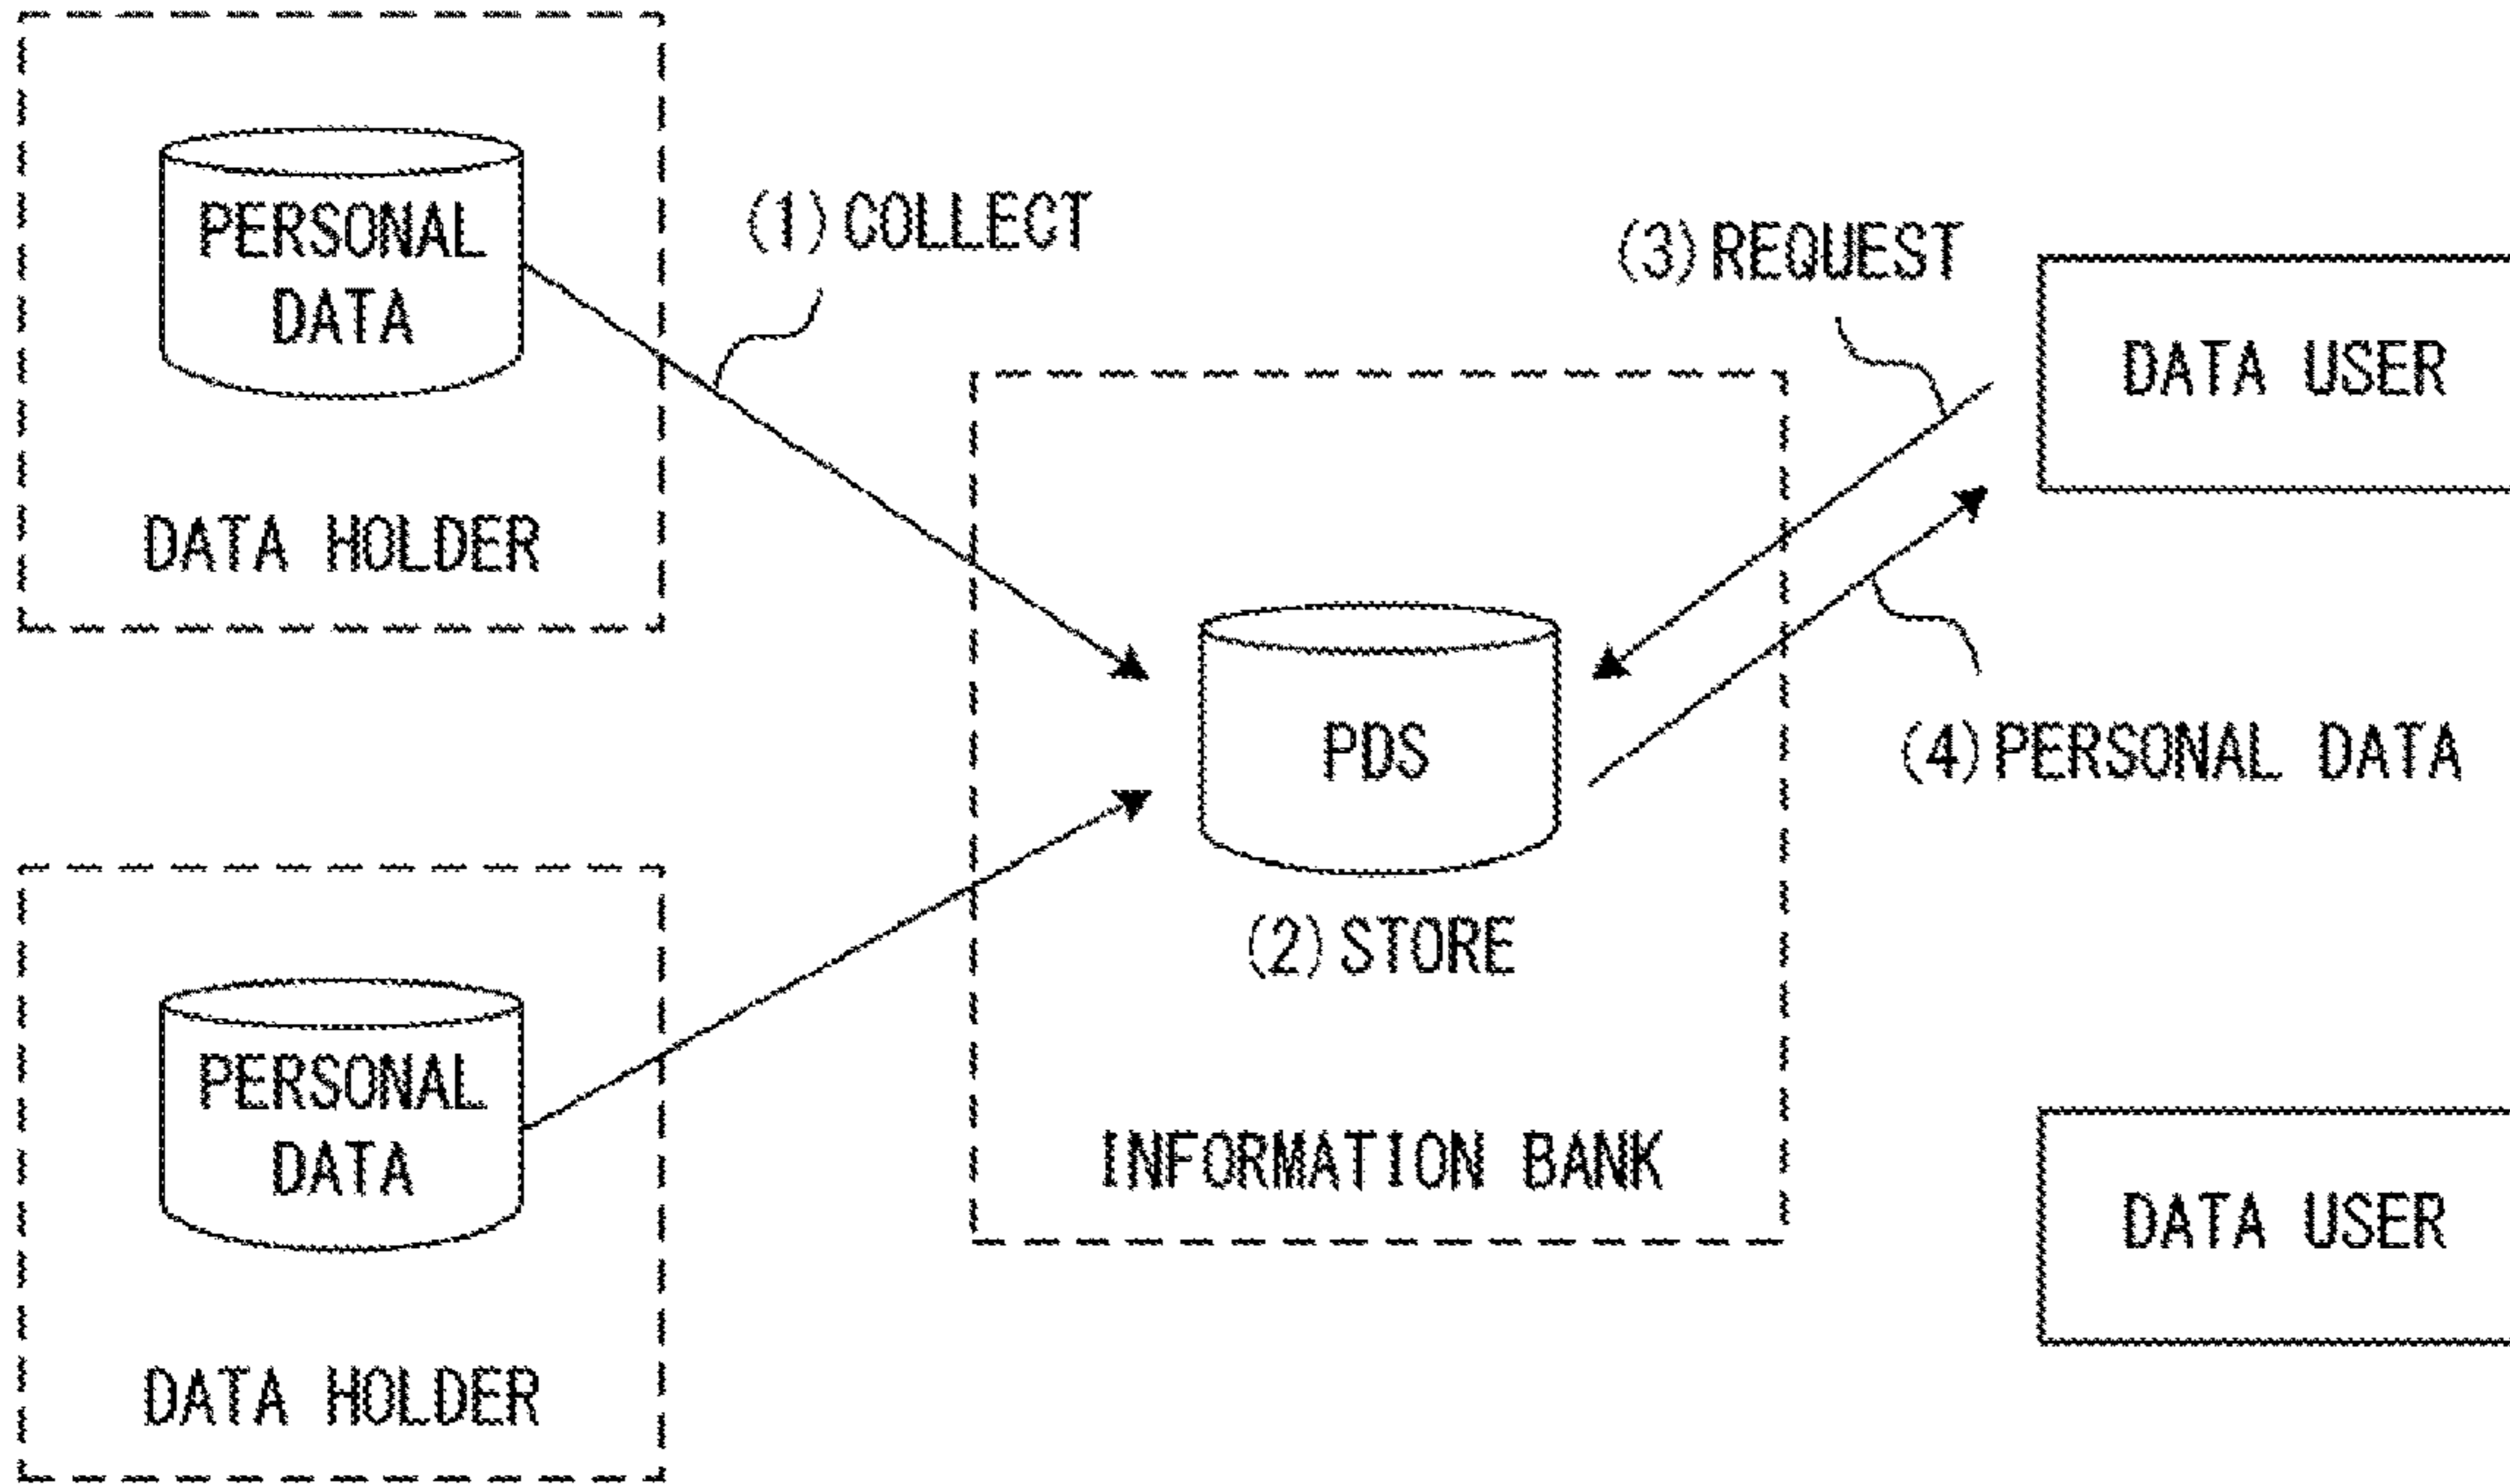 PERSONAL
DATA
DATA HOLDER
(1) COLLECT
(3) REQUEST
DATA USER
PDS
(2) STORE
INFORMATION BANK
(4) PERSONAL DATA
PERSONAL
DATA
DATA HOLDER
DATA USER